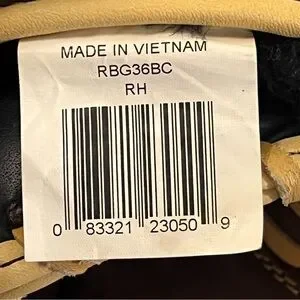 MADE IN VIETNAM
RBG36BC
RH
0 83321 23050 9